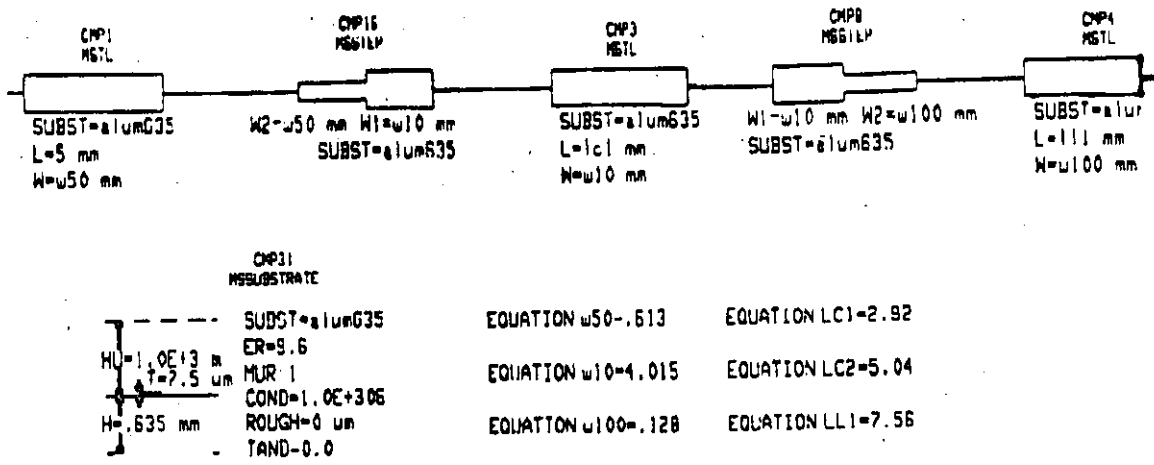 CMP1
MSTL
CMP16
MSSTEP
CMP3
MSTL
CMP8
MSSTEP
CMP4
MSTL
SUBST=alum635
L=5 mm
W=w50 mm
W2=w50 mm W1=w10 mm
SUBST=alum635
SUBST=alum635
L=lc1 mm
W=w10 mm
W1=w10 mm W2=w100 mm
SUBST=alum635
SUBST=alum
L=ll1 mm
W=w100 mm
CMP31
MSSUBSTRATE
SUBST=alum635
ER=9.6
MUR 1
COND=1.0E+306
ROUGH=0 um
TAND-0.0
HU=1.0E+3 m
T=7.5 um
H=.635 mm
EQUATION w50-.613
EQUATION LC1=2.92
EQUATION w10=4.015
EQUATION LC2=5.04
EQUATION w100=.128
EQUATION LL1=7.56